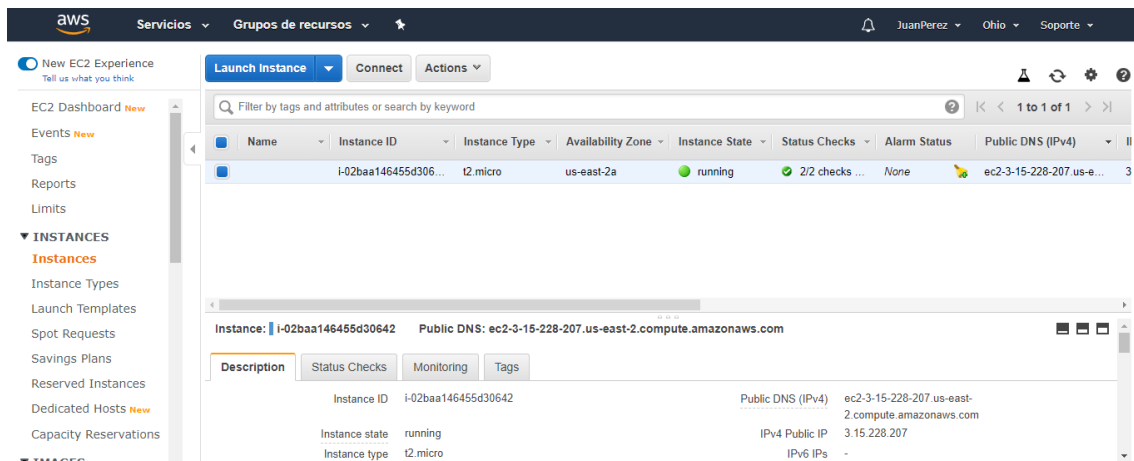 aws Servicios Grupos de recursos JuanPerez Ohio Soporte
New EC2 Experience
Tell us what you think
EC2 Dashboard New
Events New
Tags
Reports
Limits
INSTANCES
Instances
Instance Types
Launch Templates
Spot Requests
Savings Plans
Reserved Instances
Dedicated Hosts New
Capacity Reservations
IMAGES
Launch Instance Connect Actions
Filter by tags and attributes or search by keyword 1 to 1 of 1
Name Instance ID Instance Type Availability Zone Instance State Status Checks Alarm Status Public DNS (IPv4)
i-02baa146455d306... t2.micro us-east-2a running 2/2 checks ... None ec2-3-15-228-207.us-e... 3
Instance: i-02baa146455d30642 Public DNS: ec2-3-15-228-207.us-east-2.compute.amazonaws.com
Description Status Checks Monitoring Tags
Instance ID i-02baa146455d30642 Public DNS (IPv4) ec2-3-15-228-207.us-east-
2.compute.amazonaws.com
Instance state running IPv4 Public IP 3.15.228.207
Instance type t2.micro IPv6 IPs -